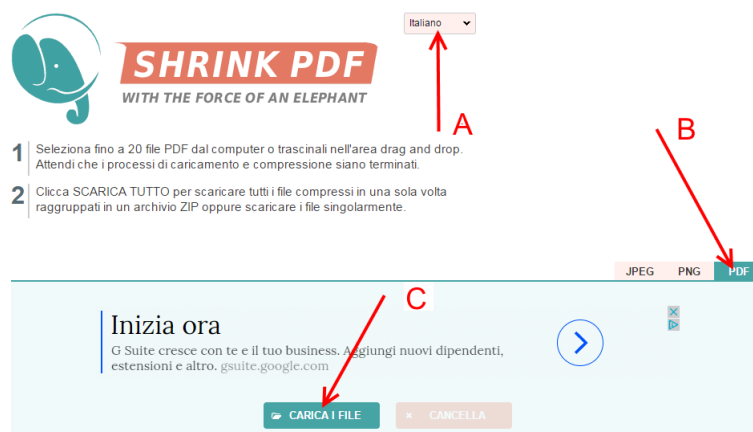 Italiano
SHRINK PDF
WITH THE FORCE OF AN ELEPHANT
A
B
1 Seleziona fino a 20 file PDF dal computer o trascinali nell'area drag and drop.
Attendi che i processi di caricamento e compressione siano terminati.
2 Clicca SCARICA TUTTO per scaricare tutti i file compressi in una sola volta
raggruppati in un archivio ZIP oppure scaricare i file singolarmente.
JPEG PNG PDF
C
Inizia ora
G Suite cresce con te e il tuo business. Aggiungi nuovi dipendenti,
estensioni e altro. gsuite.google.com
CARICA I FILE
× CANCELLA